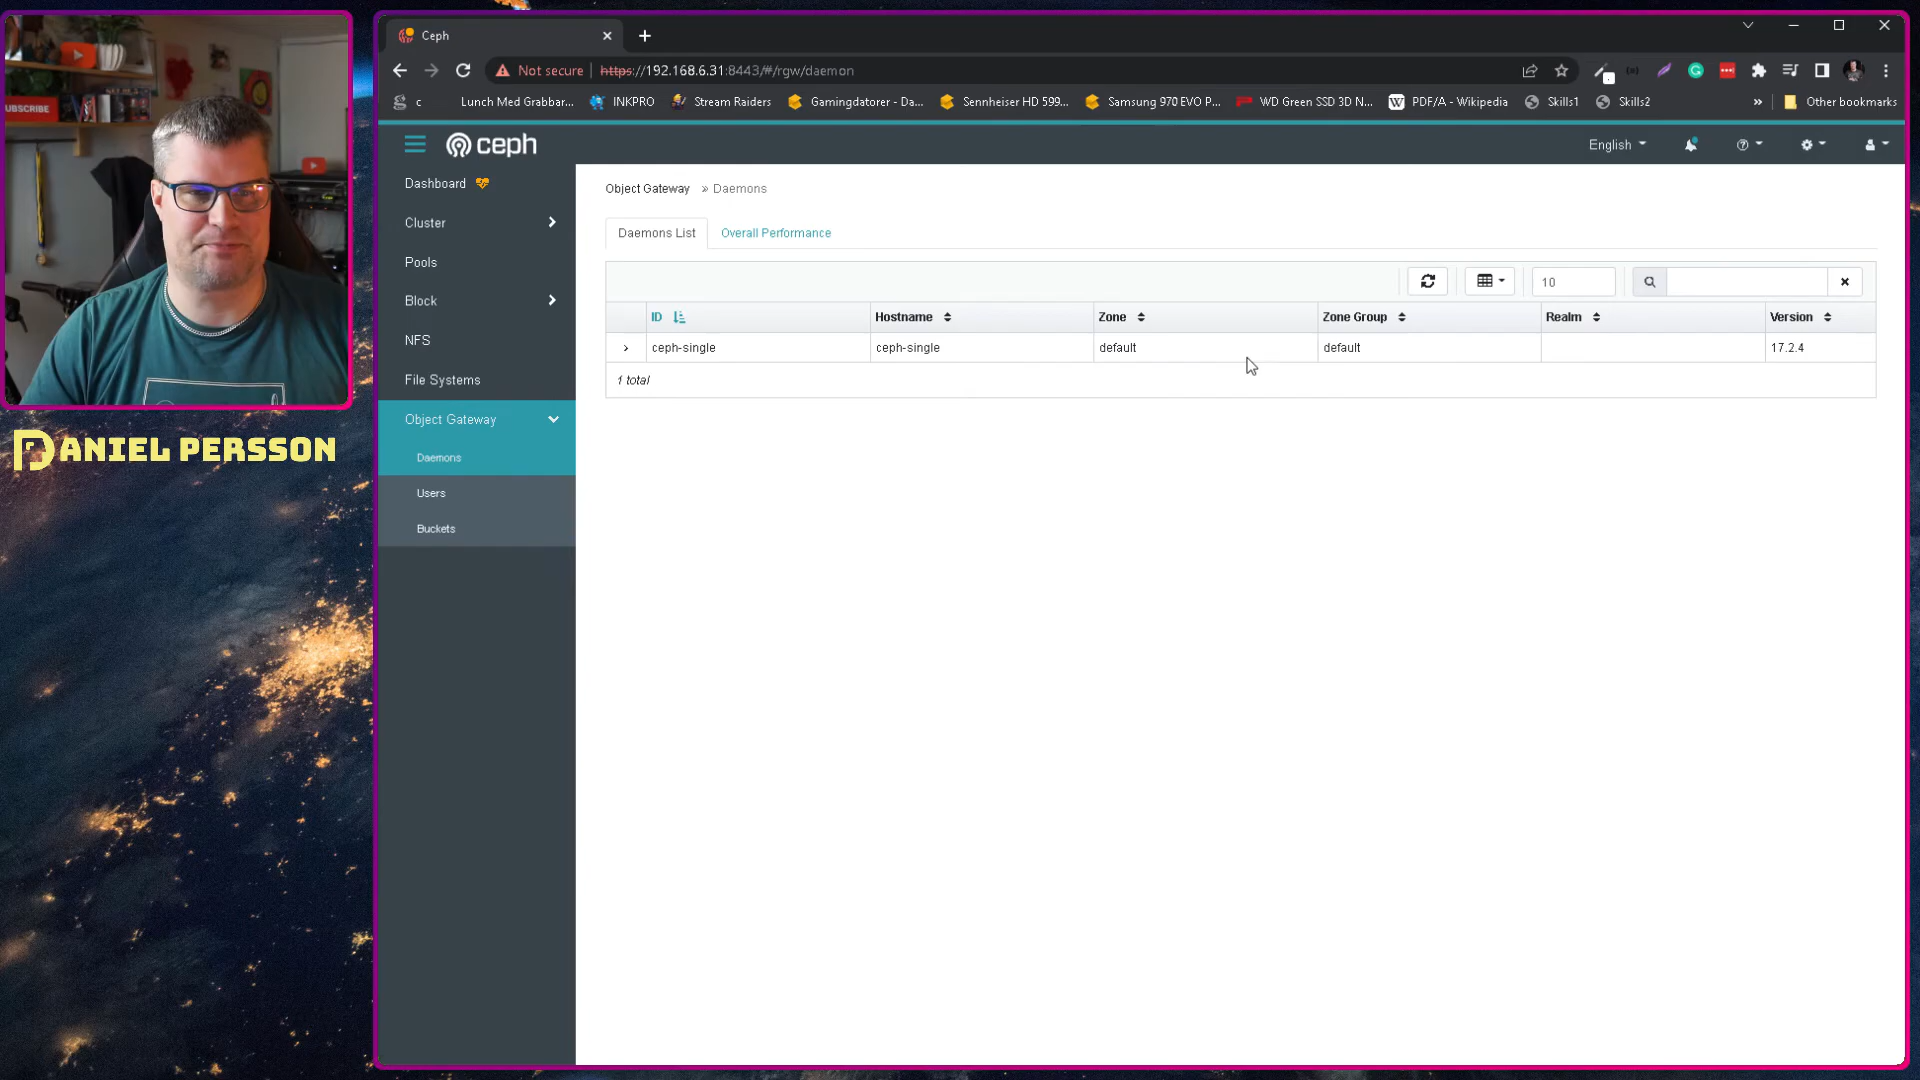 SUBSCRIBE
DANIEL PERSSON
Ceph
Not secure https://192.168.6.31:8443/#/rgw/daemon
c Lunch Med Grabbar... INKPRO Stream Raiders Gamingdatorer - Da... Sennheiser HD 599... Samsung 970 EVO P... WD Green SSD 3D N... PDF/A - Wikipedia Skills1 Skills2 » Other bookmarks
ceph English
Dashboard
Cluster
Pools
Block
NFS
File Systems
Object Gateway
Daemons
Users
Buckets
Object Gateway » Daemons
Daemons List Overall Performance
10
ID Hostname Zone Zone Group Realm Version
ceph-single ceph-single default default 17.2.4
1 total